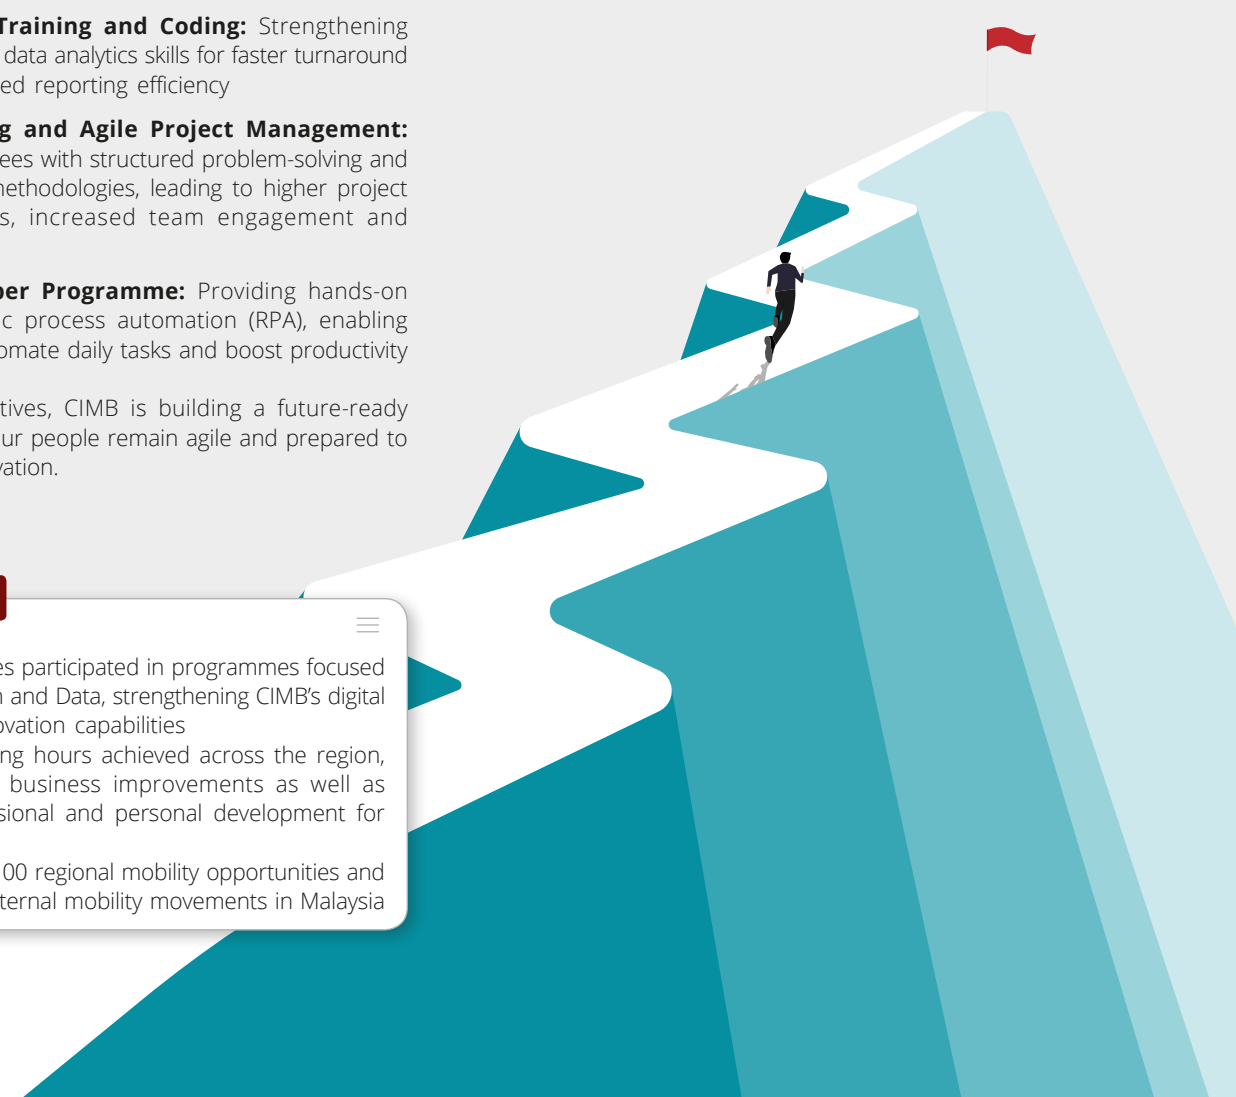 Training and Coding: Strengthening
data analytics skills for faster turnaround
ed reporting efficiency
g and Agile Project Management:
ees with structured problem-solving and
methodologies, leading to higher project
s, increased team engagement and
per Programme: Providing hands-on
c process automation (RPA), enabling
omate daily tasks and boost productivity
tives, CIMB is building a future-ready
ur people remain agile and prepared to
vation.
es participated in programmes focused
n and Data, strengthening CIMB’s digital
ovation capabilities
ng hours achieved across the region,
business improvements as well as
sional and personal development for
00 regional mobility opportunities and
ternal mobility movements in Malaysia